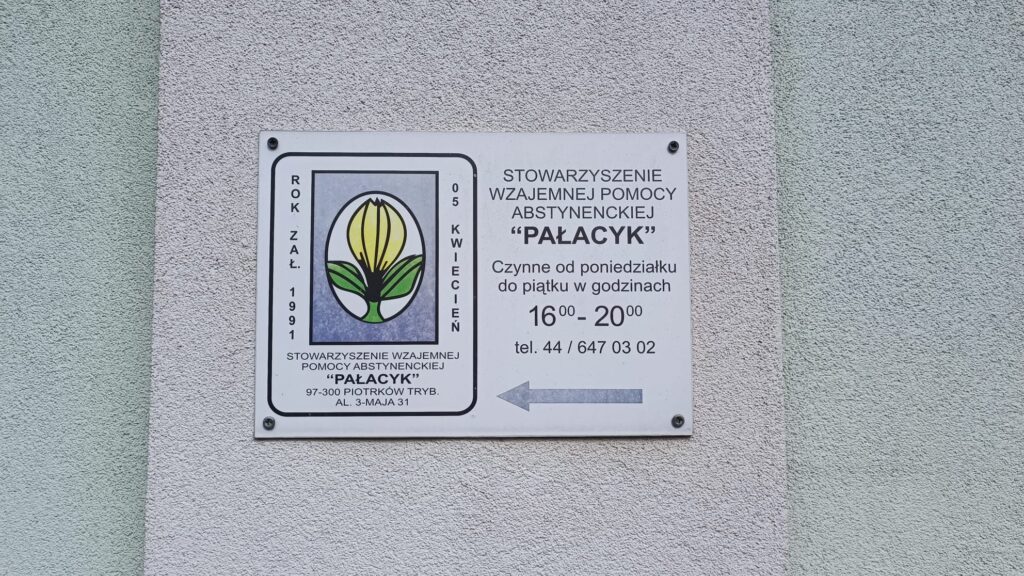 ROK ZAŁ. 1991
05 KWIECIEŃ
STOWARZYSZENIE WZAJEMNEJ
POMOCY ABSTYNENCKIEJ
“PAŁACYK”
97-300 PIOTRKÓW TRYB.
AL. 3-MAJA 31
STOWARZYSZENIE
WZAJEMNEJ POMOCY
ABSTYNENCKIEJ
“PAŁACYK”
Czynne od poniedziałku
do piątku w godzinach
16⁰⁰- 20⁰⁰
tel. 44 / 647 03 02